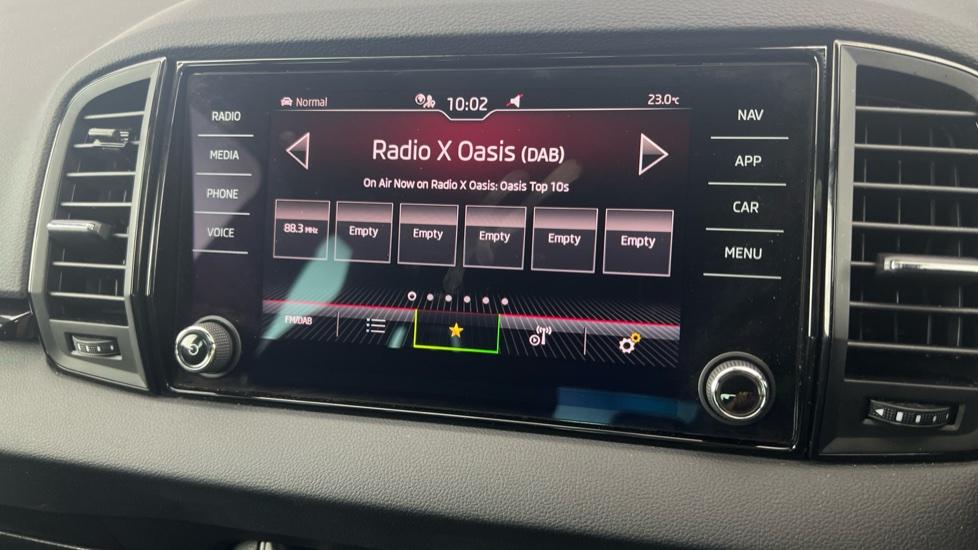 Normal 10:02 23.0°C
RADIO
MEDIA
PHONE
VOICE
Radio X Oasis (DAB)
On Air Now on Radio X Oasis: Oasis Top 10s
88.3 MHz Empty Empty Empty Empty Empty
FM/DAB
NAV
APP
CAR
MENU